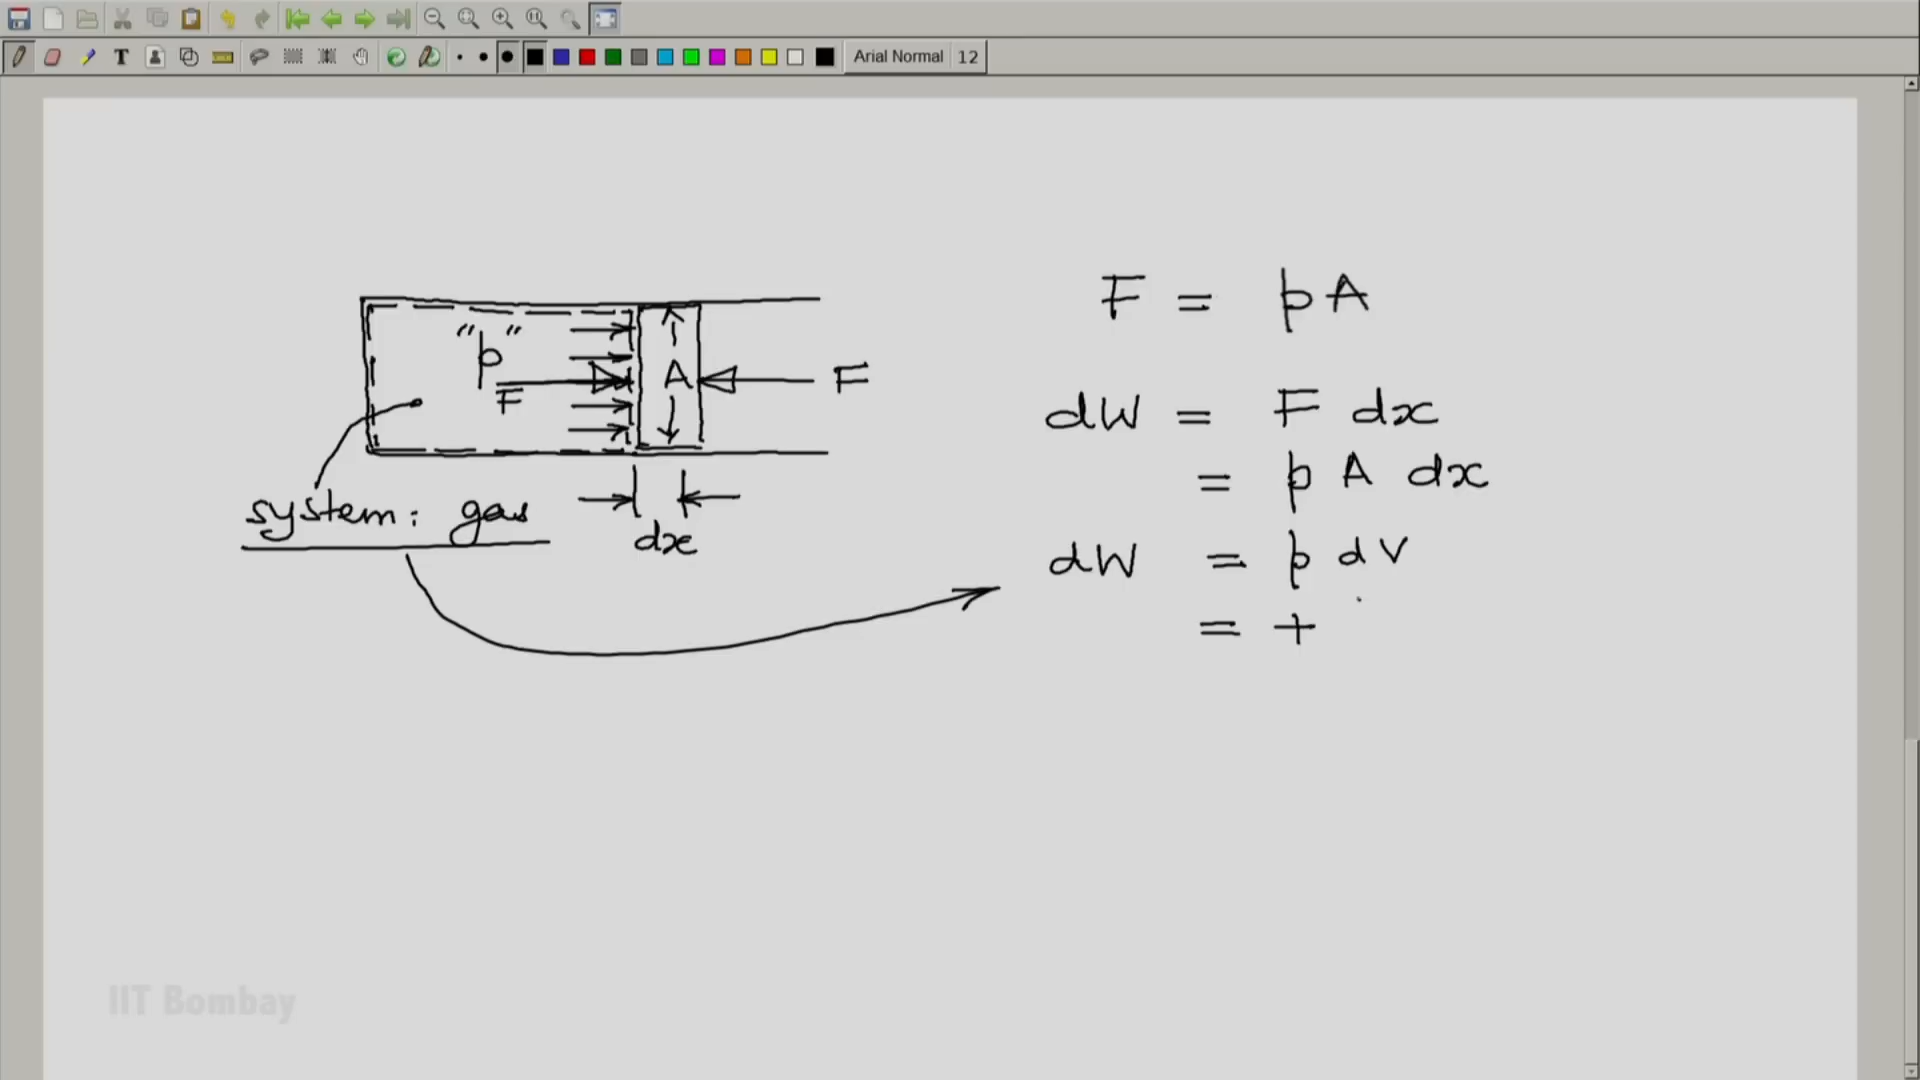 Arial Normal 12
F = pA
"p"
F
A
F
dW = F dx
= p A dx
system: gas
dx
dW = p dV
= +
IIT Bombay